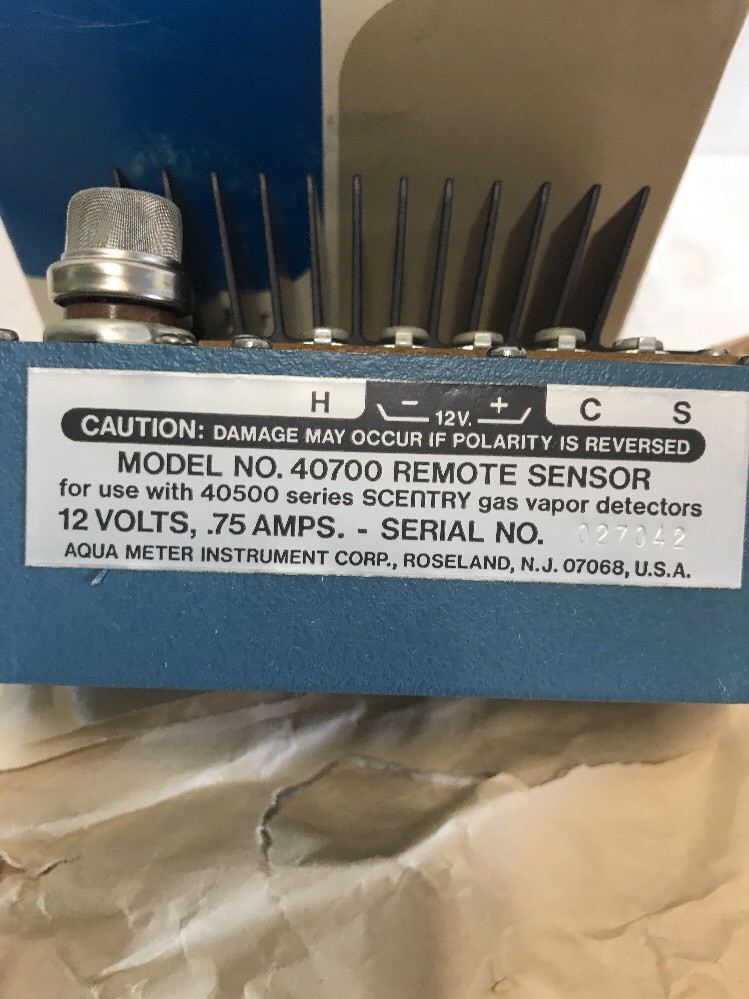 H − 12V. + C S
CAUTION: DAMAGE MAY OCCUR IF POLARITY IS REVERSED
MODEL NO. 40700 REMOTE SENSOR
for use with 40500 series SCENTRY gas vapor detectors
12 VOLTS, .75 AMPS. - SERIAL NO. 027042
AQUA METER INSTRUMENT CORP., ROSELAND, N.J. 07068, U.S.A.